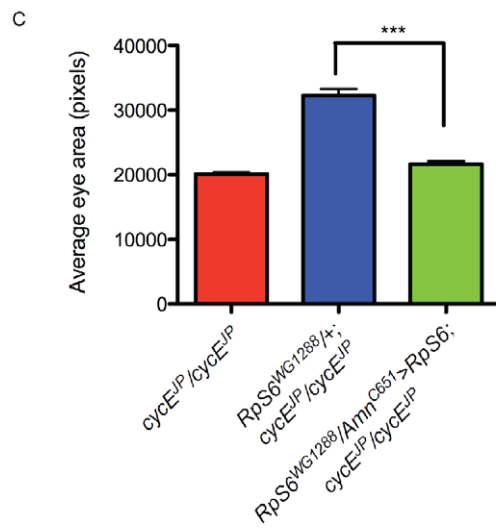 C
***
Average eye area (pixels)
40000
30000
20000
10000
0
cycE^JP/cycE^JP
RpS6^WG1288/+;
cycE^JP/cycE^JP
RpS6^WG1288/Amn^C651>RpS6;
cycE^JP/cycE^JP